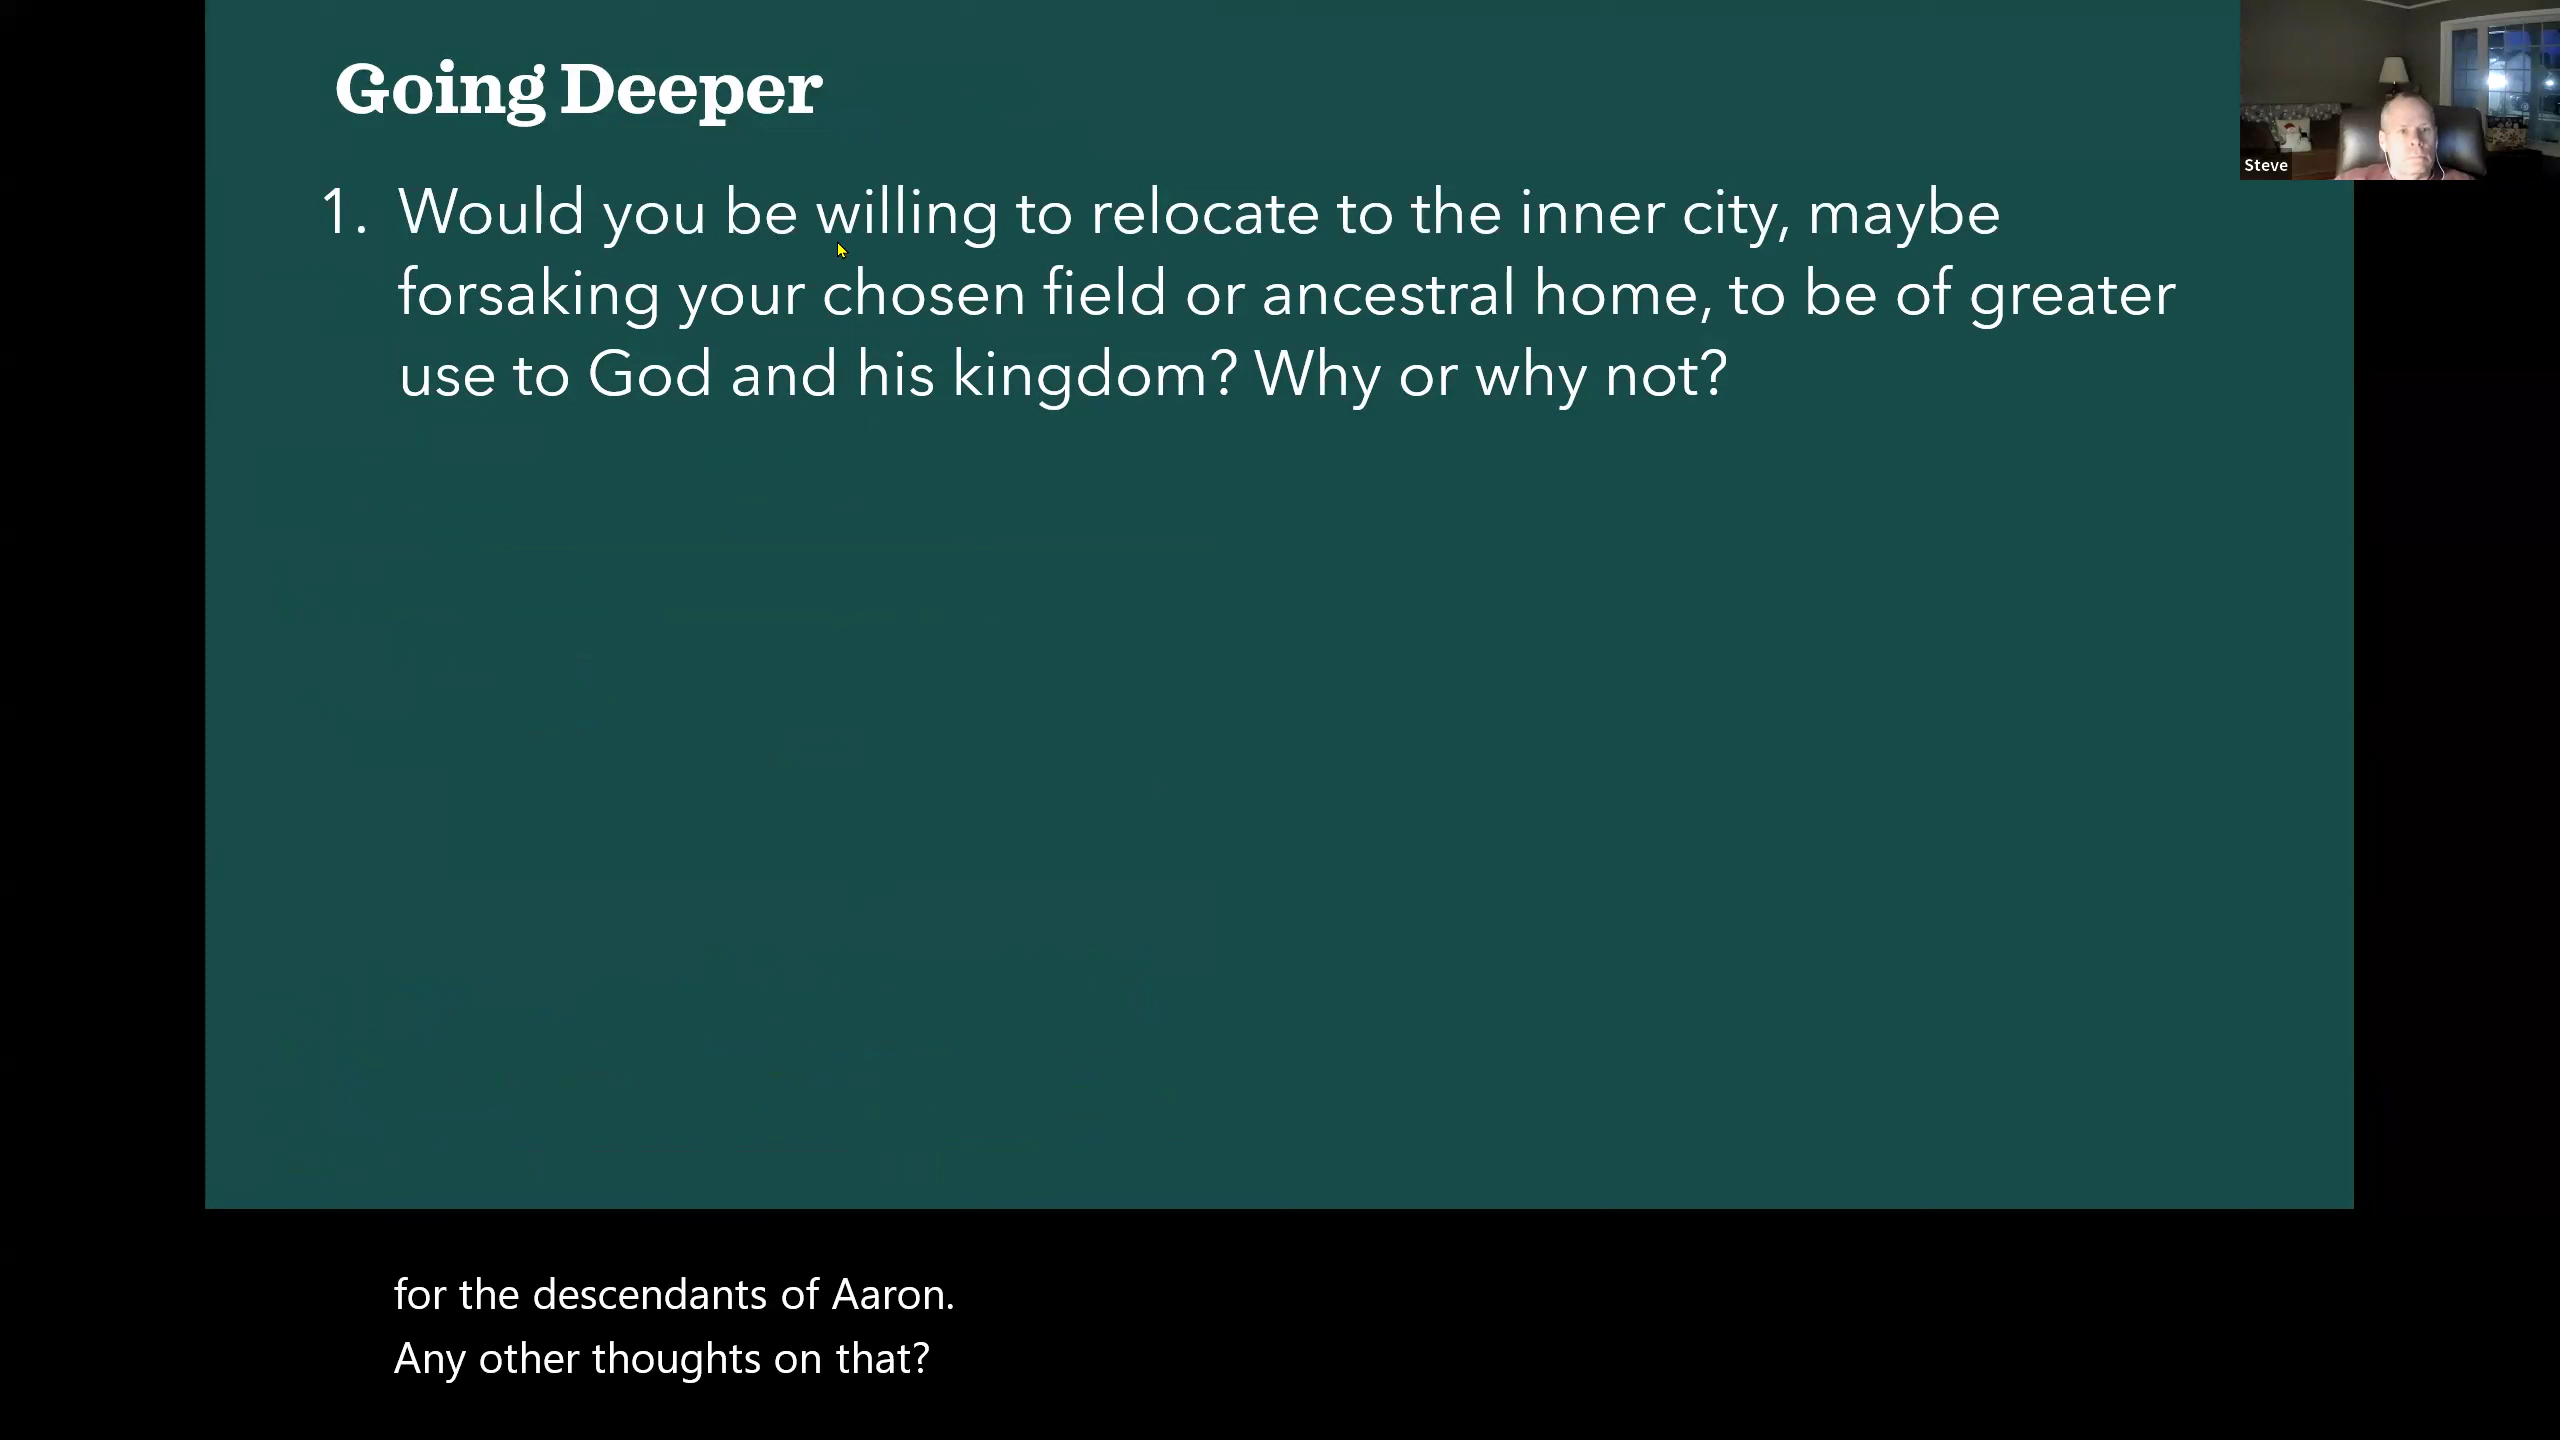 Going Deeper
1. Would you be willing to relocate to the inner city, maybe
forsaking your chosen field or ancestral home, to be of greater
use to God and his kingdom? Why or why not?
Steve
for the descendants of Aaron.
Any other thoughts on that?